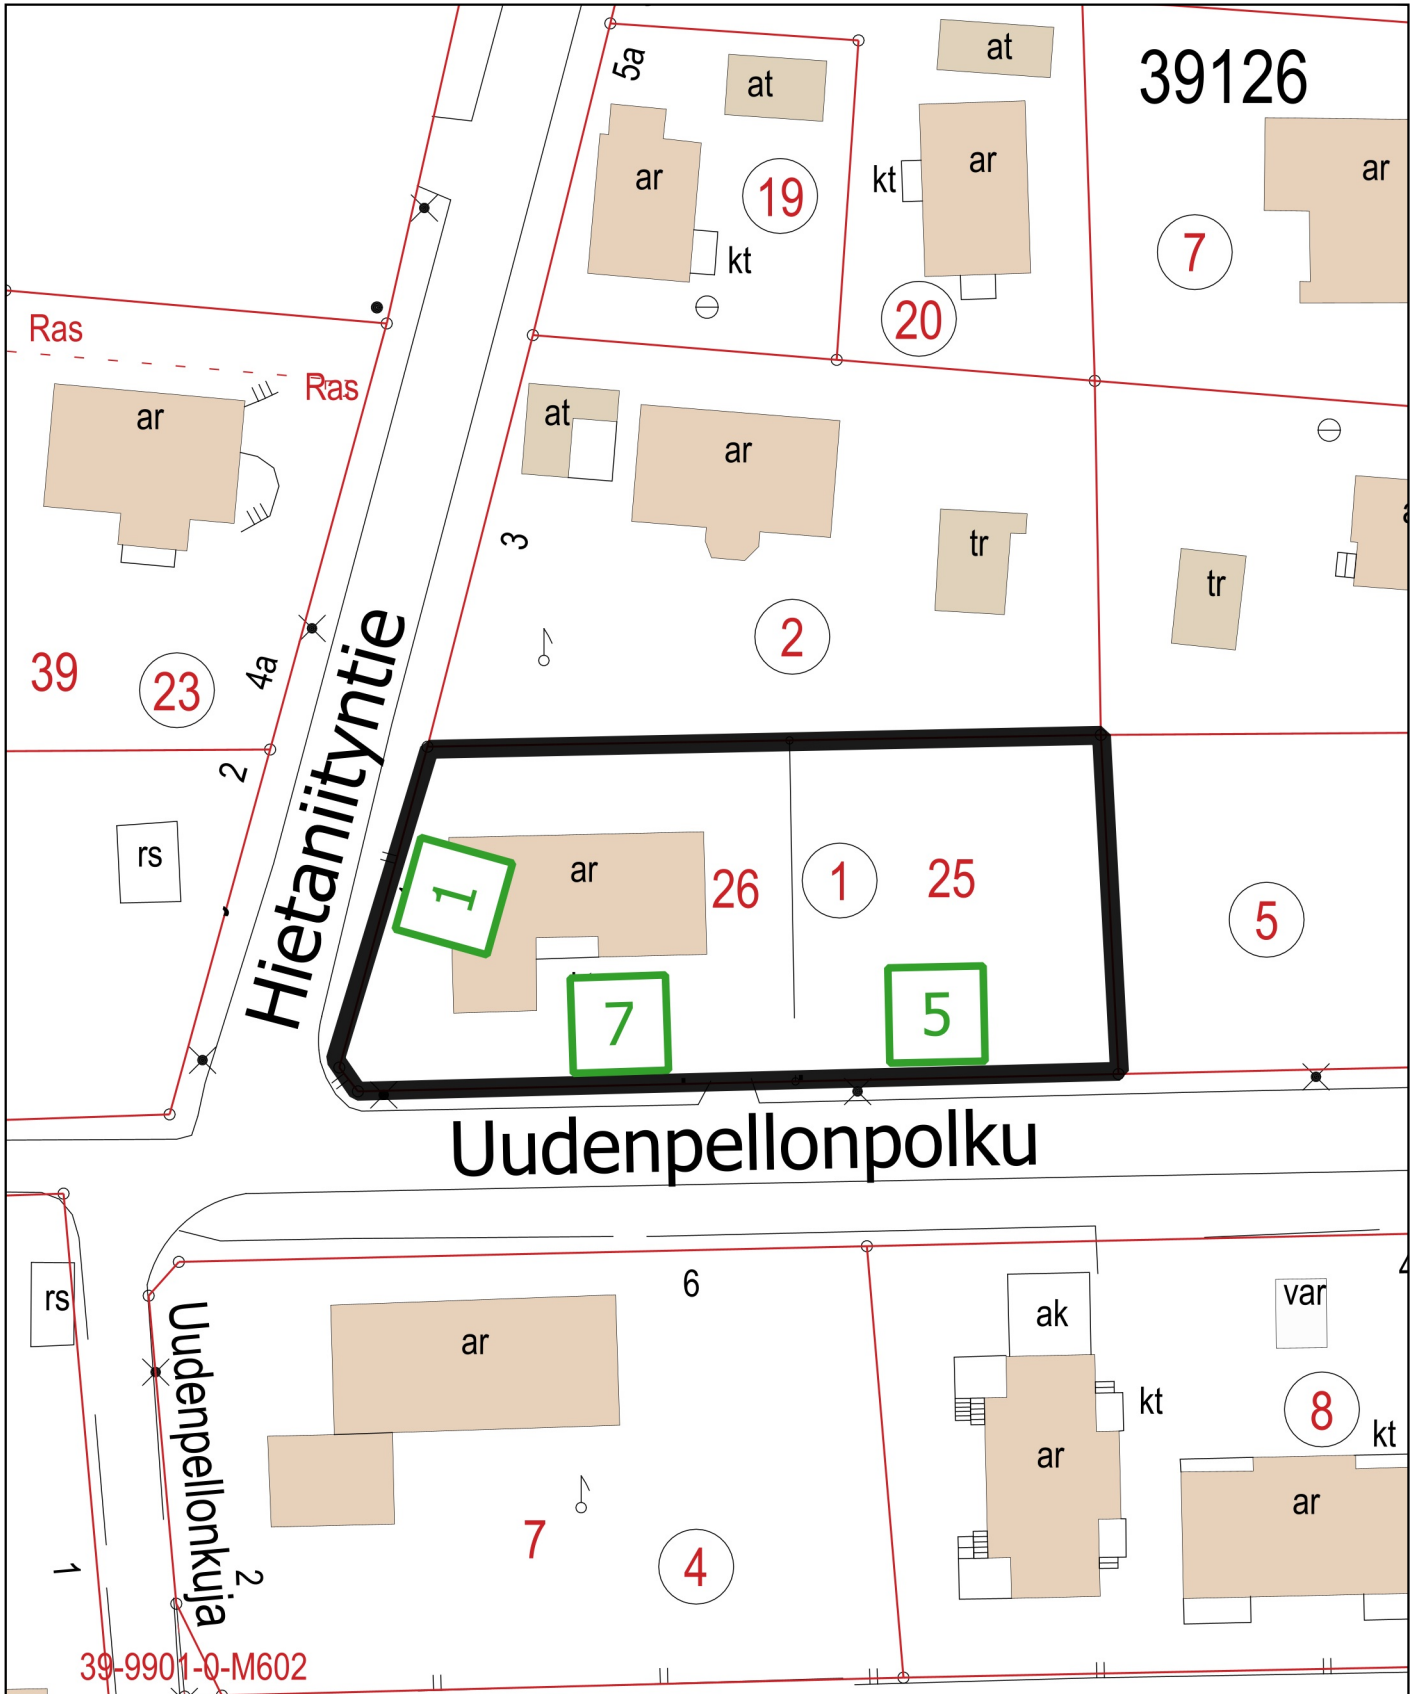 5a
at
at
39126
ar
19
kt
kt
ar
20
7
ar
Ras
Ras
ar
at
ar
3
tr
tr
2
39
23
4a
2
Hietaniityntie
rs
1
ar
26
1
25
5
7
5
Uudenpellonpolku
rs
6
ar
ak
var
4
kt
8
kt
ar
ar
Uudenpellonkuja
2
1
7
4
39-9901-0-M602